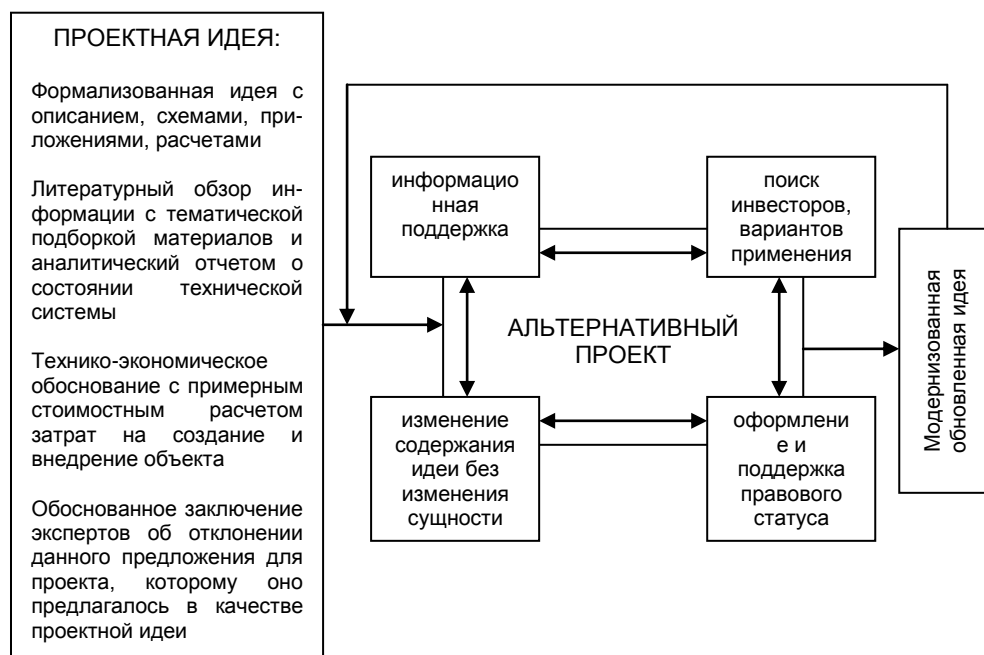 ПРОЕКТНАЯ ИДЕЯ:
Формализованная идея с
описанием, схемами, при-
ложениями, расчетами
Литературный обзор ин-
формации с тематической
подборкой материалов и
аналитический отчетом о
состоянии технической
системы
Технико-экономическое
обоснование с примерным
стоимостным расчетом
затрат на создание и
внедрение объекта
Обоснованное заключение
экспертов об отклонении
данного предложения для
проекта, которому оно
предлагалось в качестве
проектной идеи
информацио
нная
поддержка
поиск
инвесторов,
вариантов
применения
АЛЬТЕРНАТИВНЫЙ
ПРОЕКТ
изменение
содержания
идеи без
изменения
сущности
оформлени
е и
поддержка
правового
статуса
Модернизованная
обновленная идея